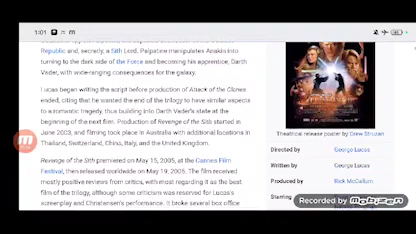 1:01
Republic and, secretly, a Sith Lord. Palpatine manipulates Anakin into
turning to the dark side of the Force and becoming his apprentice, Darth
Vader, with wide-ranging consequences for the galaxy.
Lucas began writing the script before production of Attack of the Clones
ended, citing that he wanted the end of the trilogy to have similar aspects
to a romantic tragedy, thus building into Darth Vader's state at the
beginning of the next film. Production of Revenge of the Sith started in
June 2003, and filming took place in Australia with additional locations in
Thailand, Switzerland, China, Italy, and the United Kingdom.
Revenge of the Sith premiered on May 15, 2005, at the Cannes Film
Festival, then released worldwide on May 19, 2005. The film received
mostly positive reviews from critics, with most regarding it as the best
film of the trilogy, although some criticism was reserved for Lucas's
screenplay and Christensen's performance. It broke several box office
Theatrical release poster by Drew Struzan
Directed by George Lucas
Written by George Lucas
Produced by Rick McCallum
Starring
Recorded by mobizen